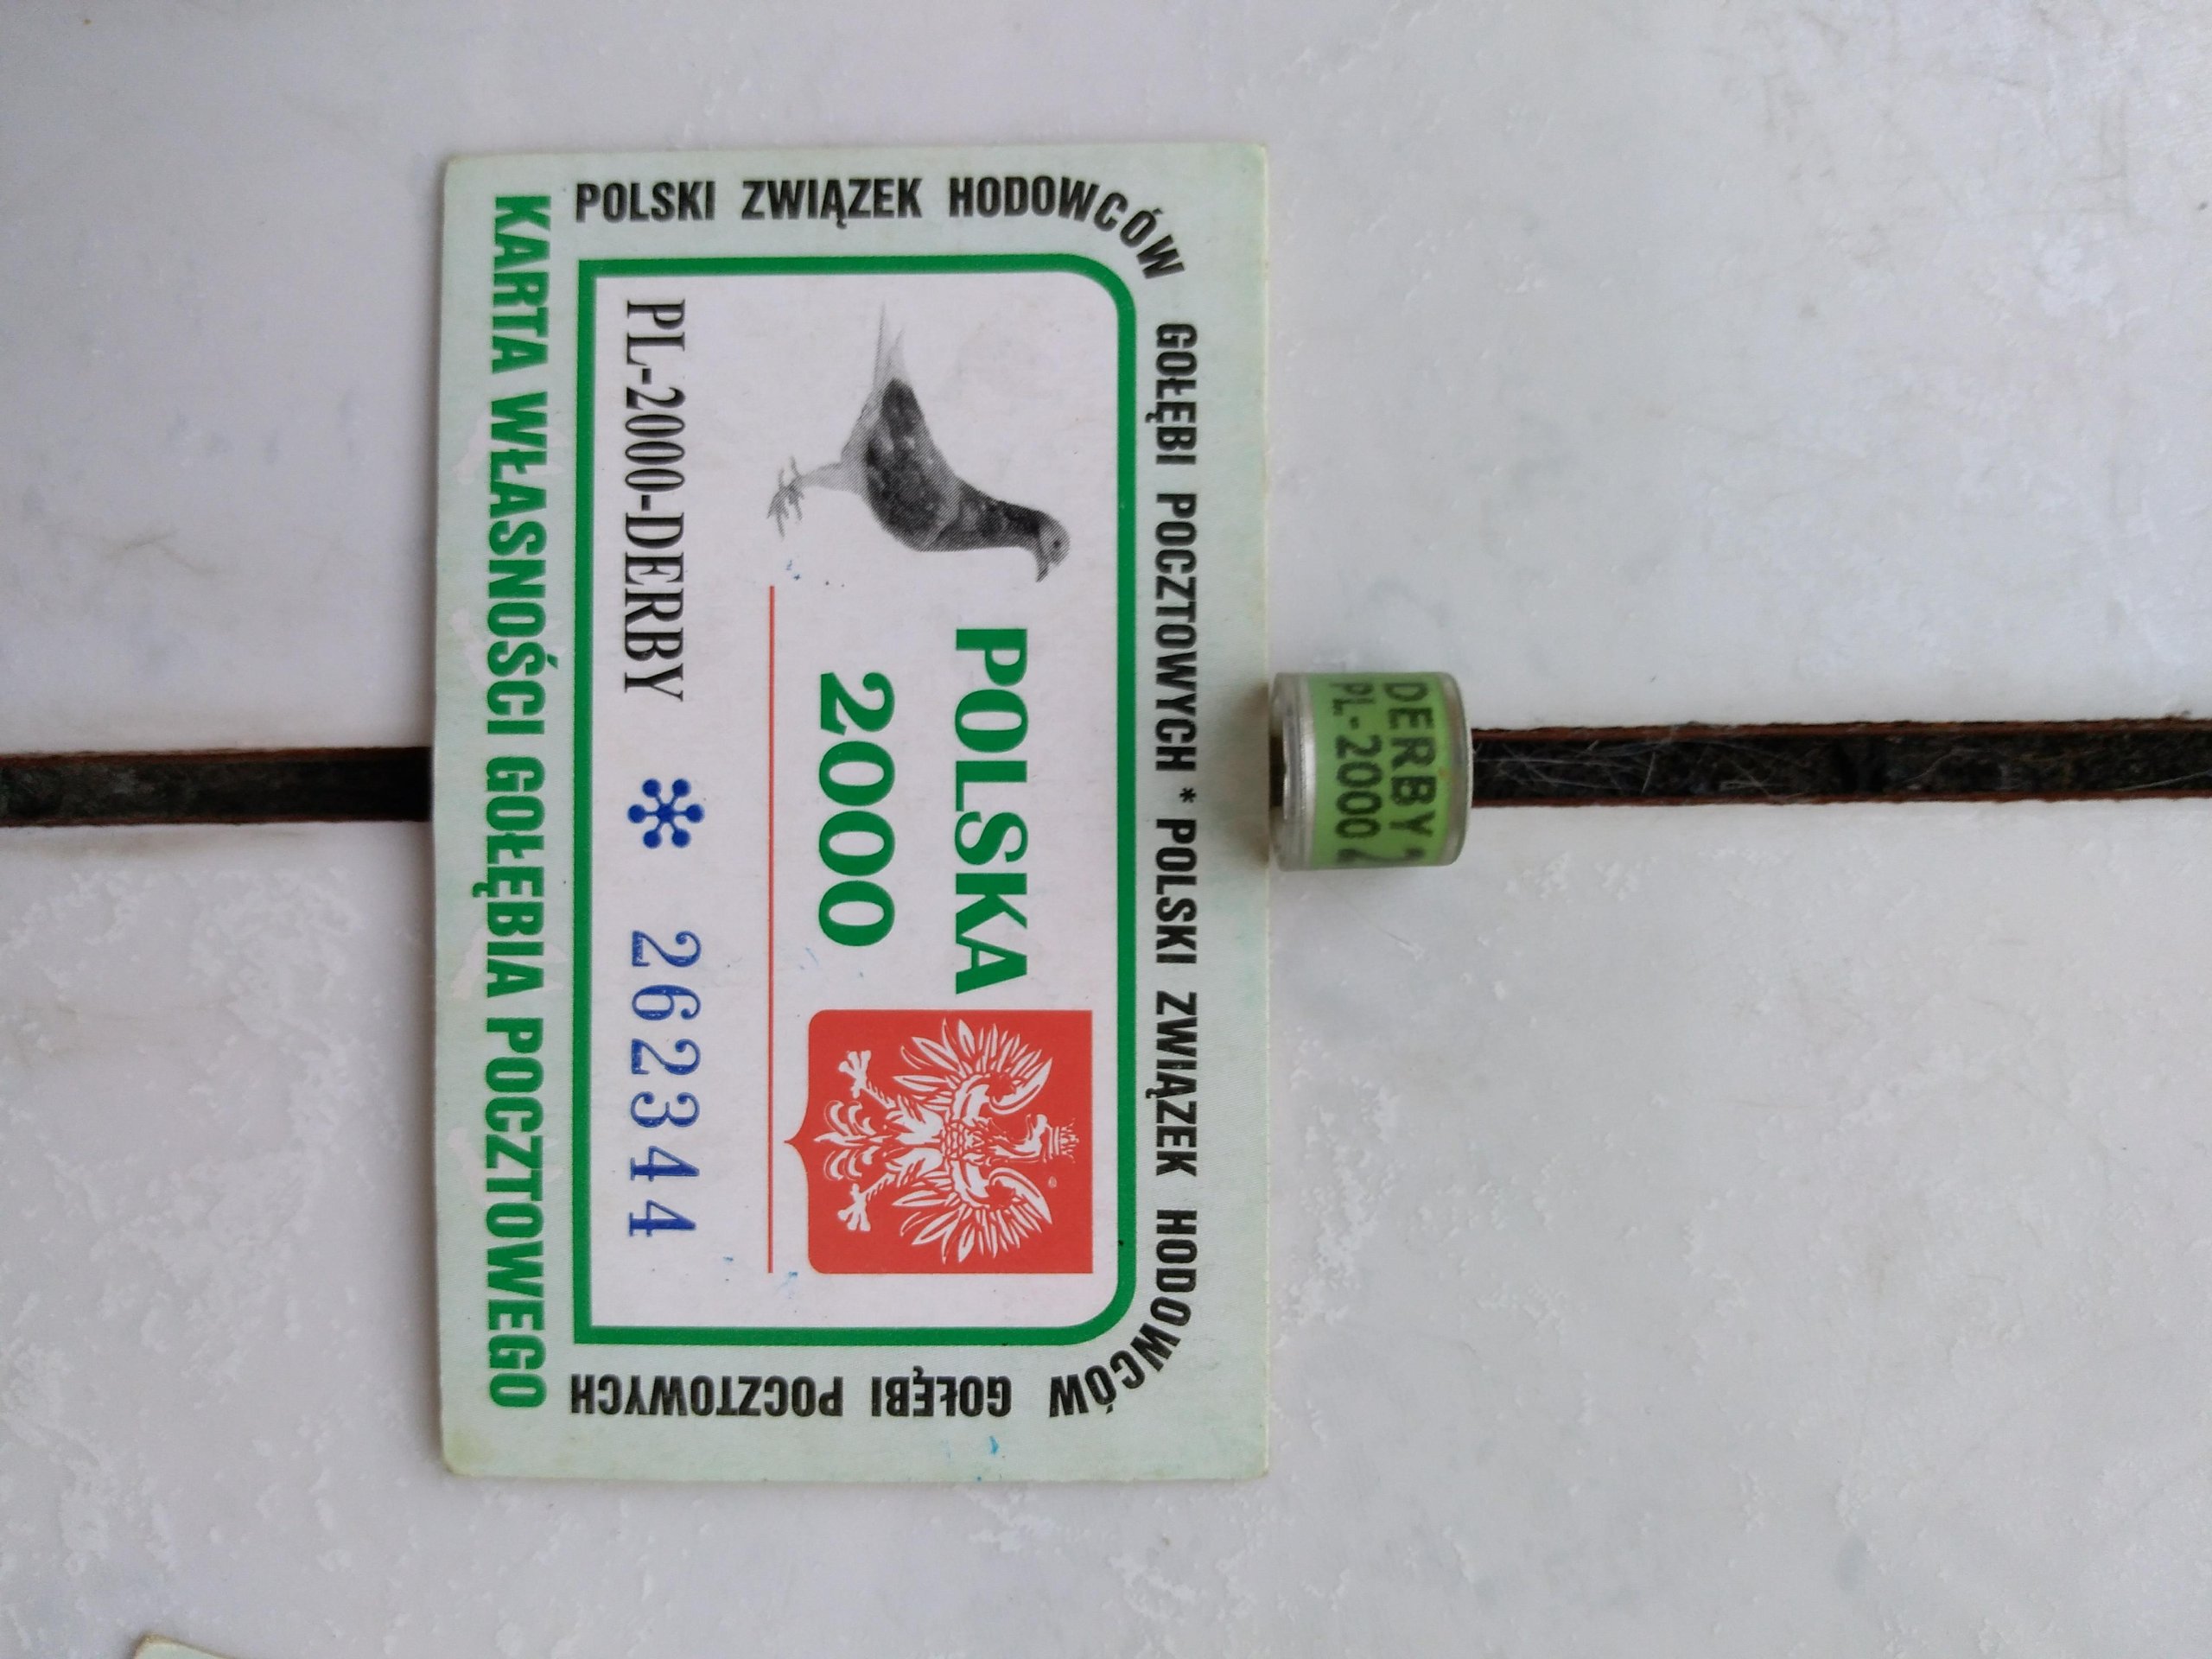 POLSKI ZWIĄZEK HODOWCÓW GOŁĘBI POCZTOWYCH * POLSKI ZWIĄZEK HODOWCÓW GOŁĘBI POCZTOWYCH
POLSKA
2000
PL-2000-DERBY * 262344
KARTA WŁASNOŚCI GOŁĘBIA POCZTOWEGO
DERBY
PL-2000